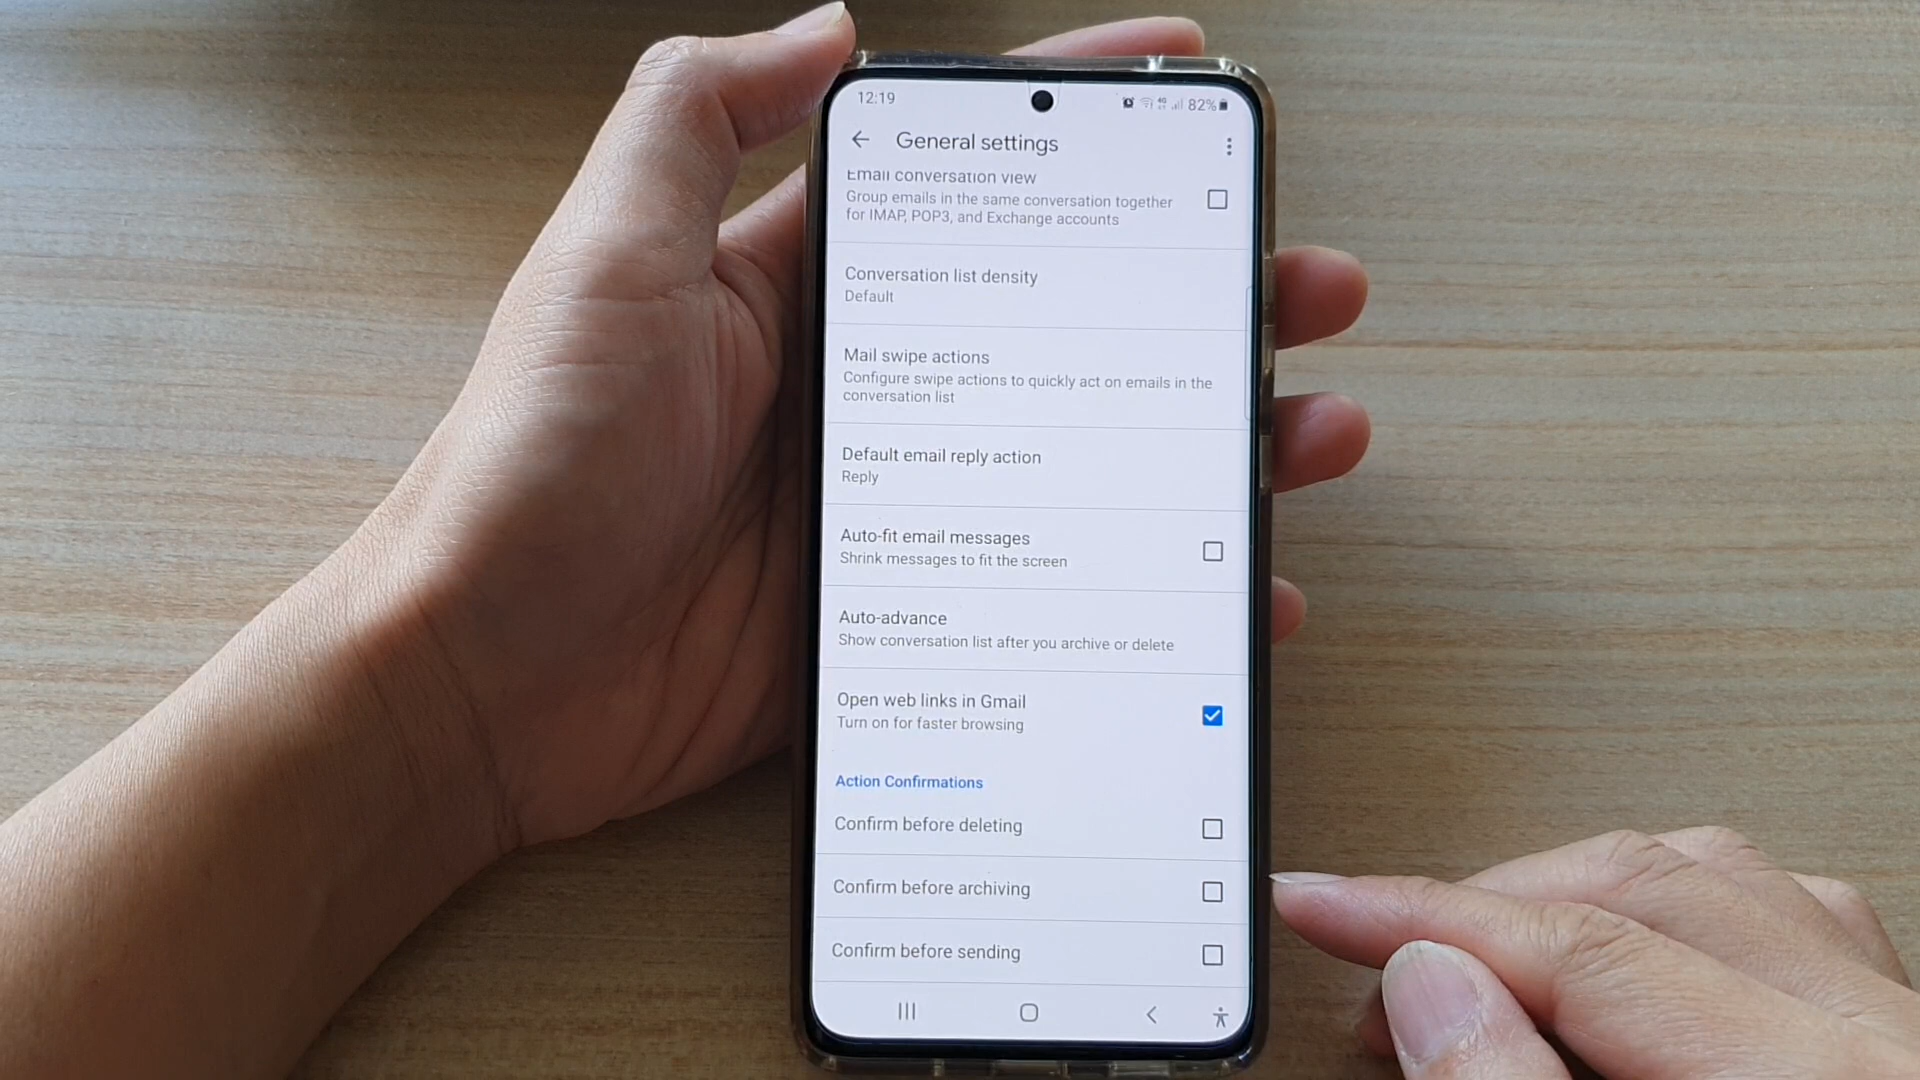 12:19
4G
82%
General settings
Email conversation view
Group emails in the same conversation together
for IMAP, POP3, and Exchange accounts
Conversation list density
Default
Mail swipe actions
Configure swipe actions to quickly act on emails in the
conversation list
Default email reply action
Reply
Auto-fit email messages
Shrink messages to fit the screen
Auto-advance
Show conversation list after you archive or delete
Open web links in Gmail
Turn on for faster browsing
Action Confirmations
Confirm before deleting
Confirm before archiving
Confirm before sending